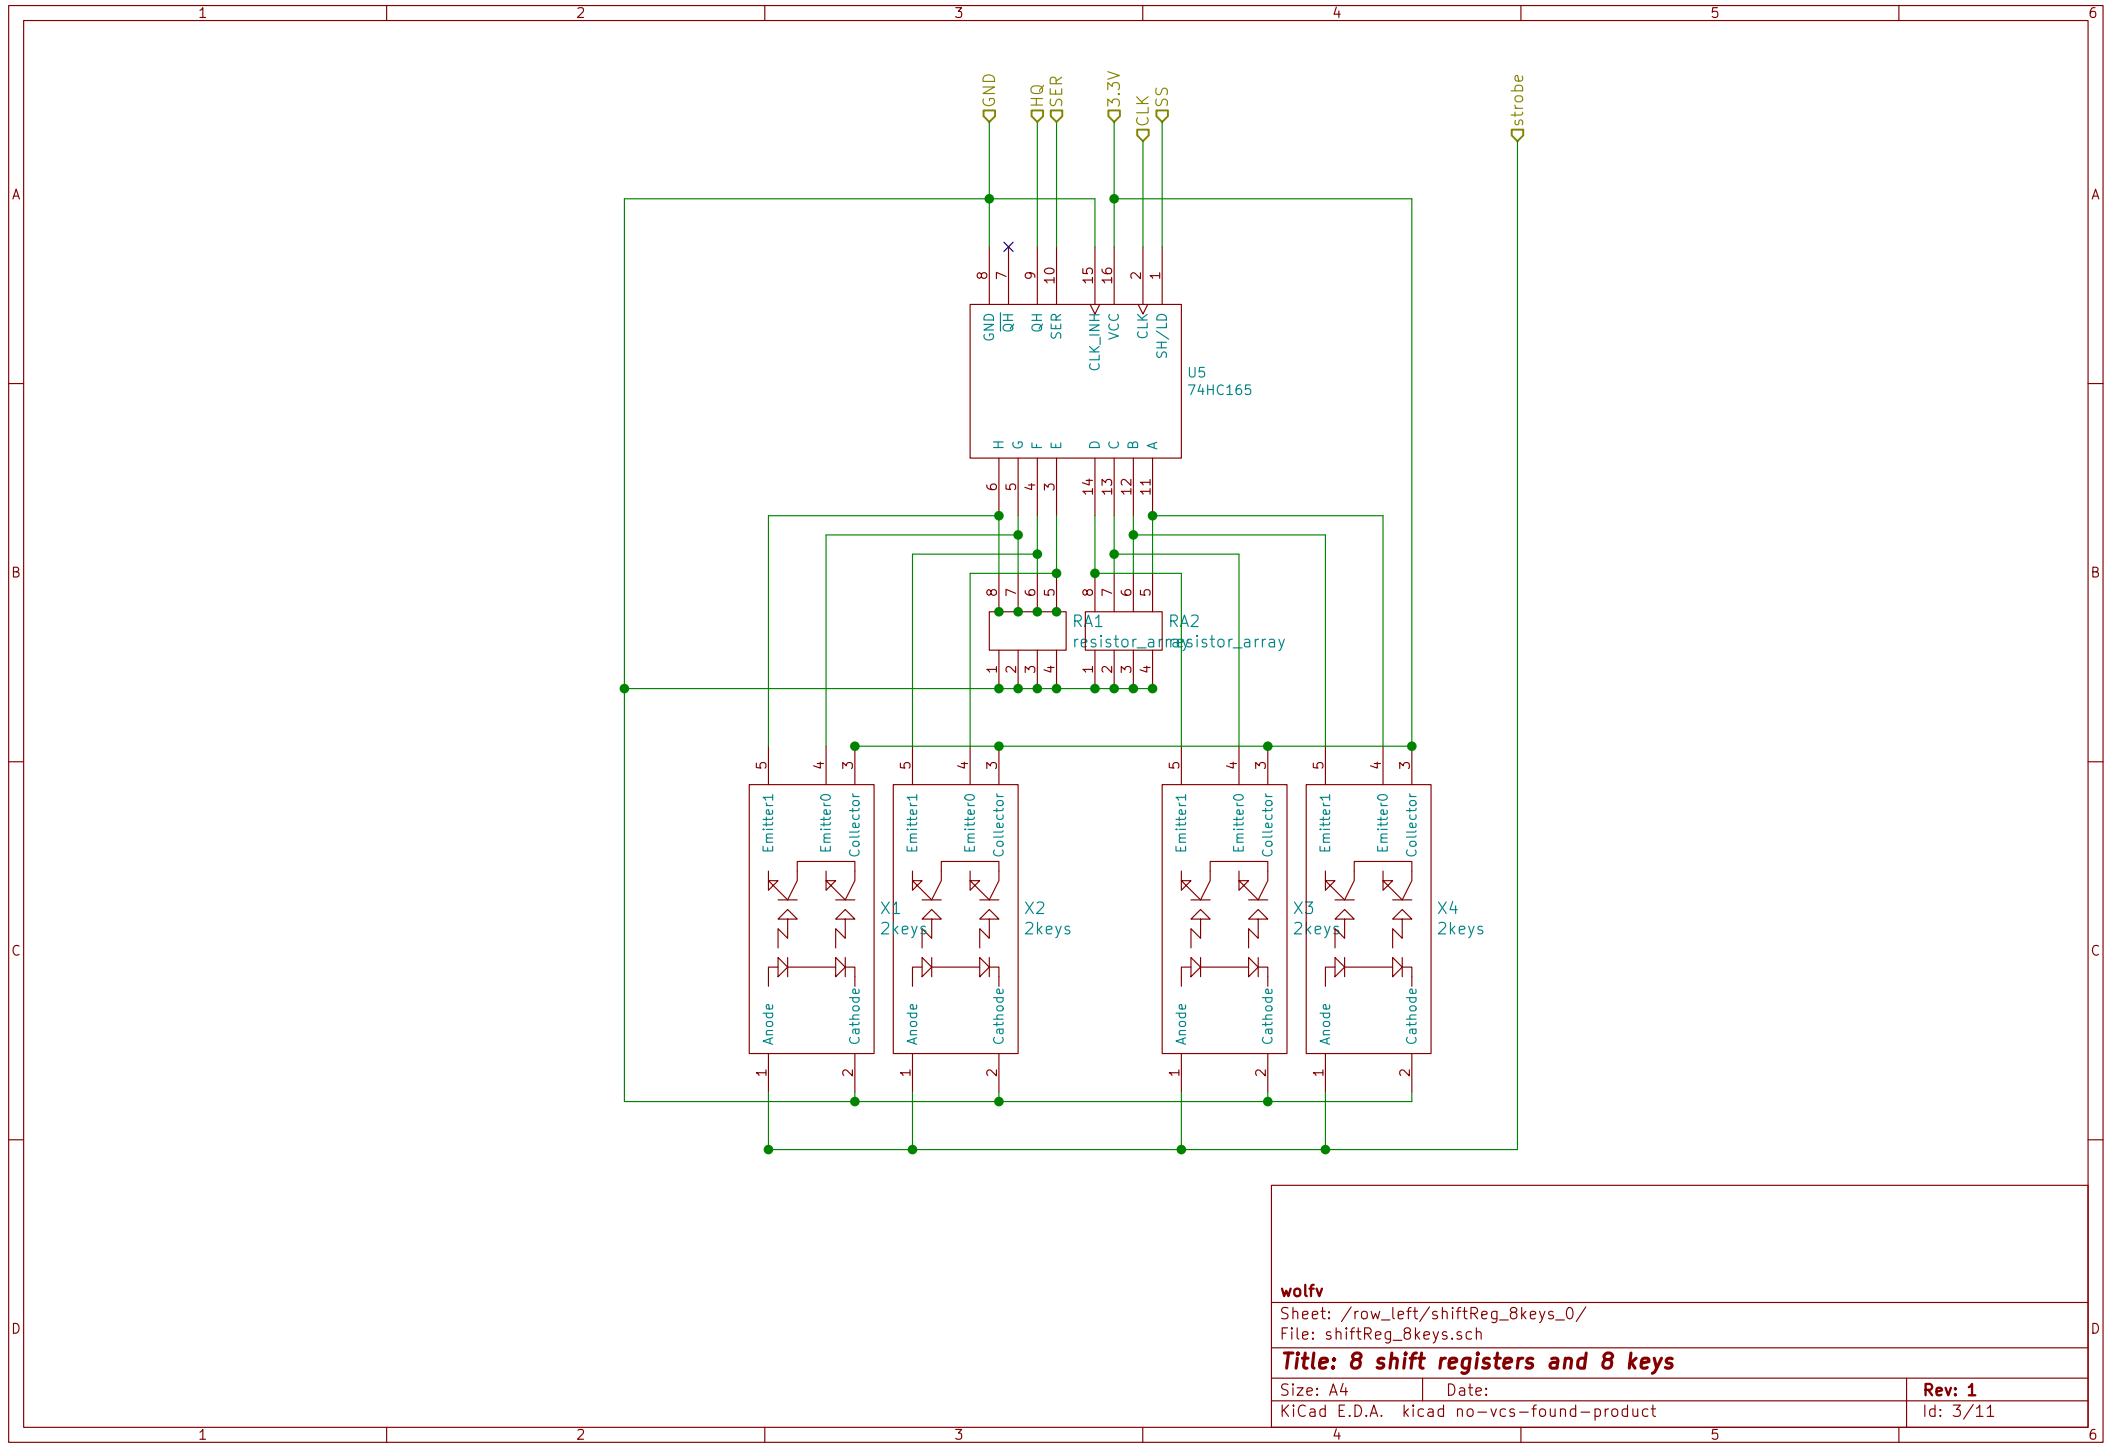 1 2 3 4 5 6
GND
HQ
SER
3.3V
CLK
SS
strobe
A A
8 7 9 10 15 16 2 1
GND
QH
QH
SER
CLK_INH
VCC
CLK
SH/LD
U5
74HC165
H G F E D C B A
6 5 4 3 14 13 12 11
B B
8 7 6 5 8 7 6 5
RA1
resistor_array
RA2
resistor_array
1 2 3 4 1 2 3 4
5 4 3 5 4 3 5 4 3 5 4 3
Emitter1 Emitter0 Collector Emitter1 Emitter0 Collector Emitter1 Emitter0 Collector Emitter1 Emitter0 Collector
X1
2keys
X2
2keys
X3
2keys
X4
2keys
C C
Anode Cathode Anode Cathode Anode Cathode Anode Cathode
1 2 1 2 1 2 1 2
wolfv
Sheet: /row_left/shiftReg_8keys_0/
File: shiftReg_8keys.sch
D D
Title: 8 shift registers and 8 keys
Size: A4 Date: Rev: 1
KiCad E.D.A. kicad no-vcs-found-product Id: 3/11
1 2 3 4 5 6